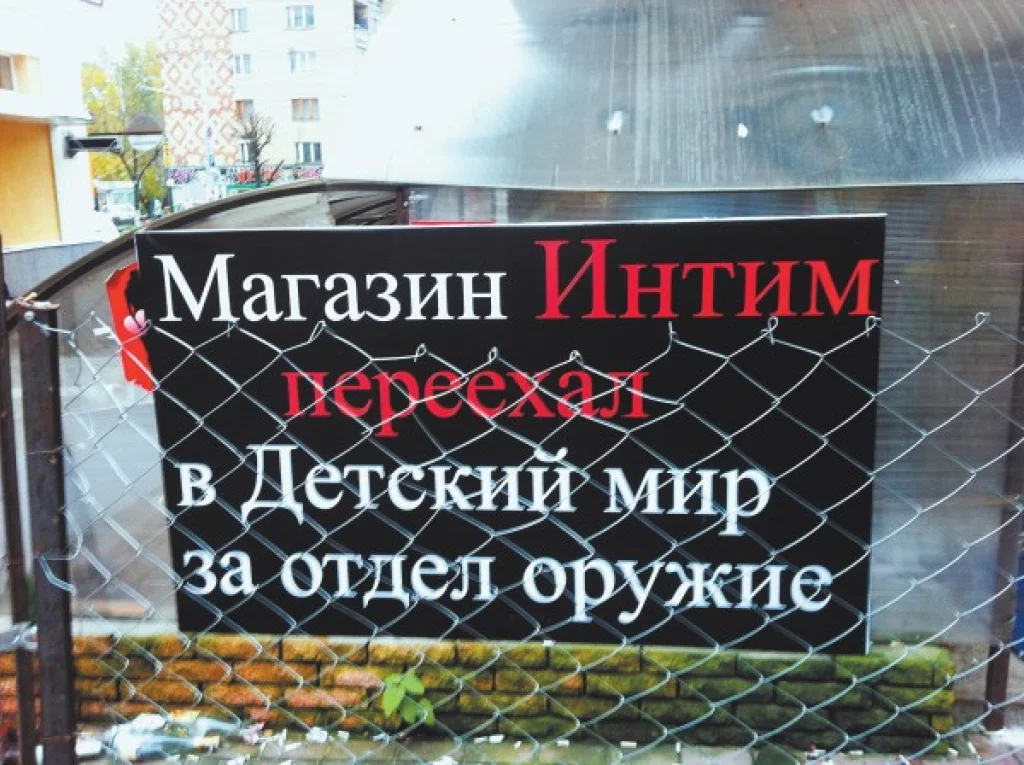 Магазин Интим
переехал
в Детский мир
за отдел оружие